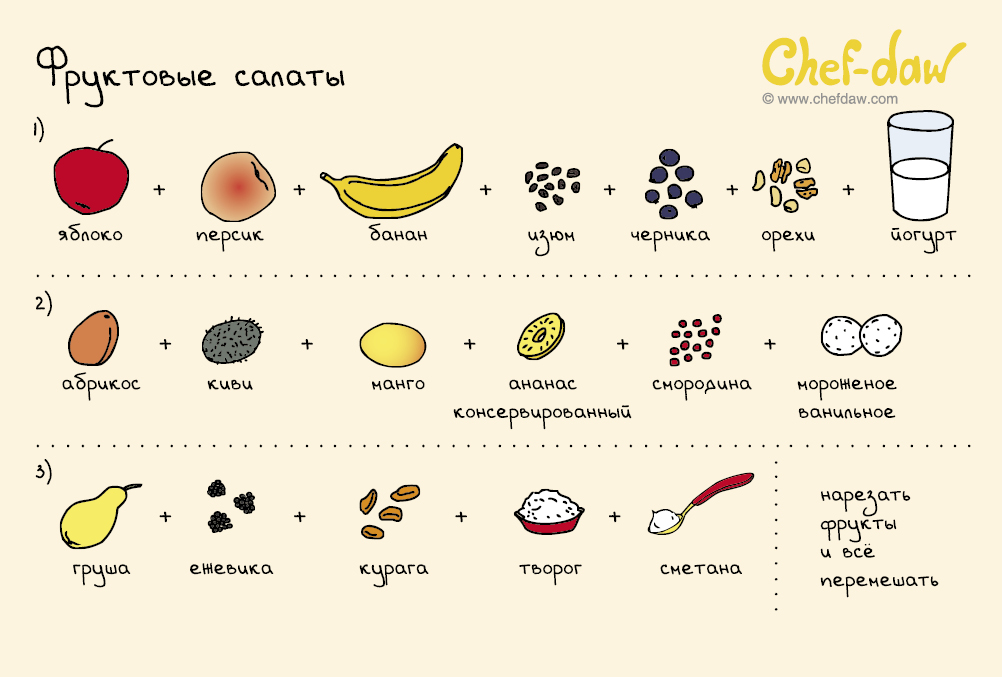 Фруктовые салаты
Chef-daw
© www.chefdaw.com
1)
+ + + + + +
яблоко персик банан изюм черника орехи йогурт
2)
+ + + + +
абрикос киви манго ананас смородина мороженое
консервированный ванильное
3)
+ + + +
груша ежевика курага творог сметана
нарезать
фрукты
и всё
перемешать